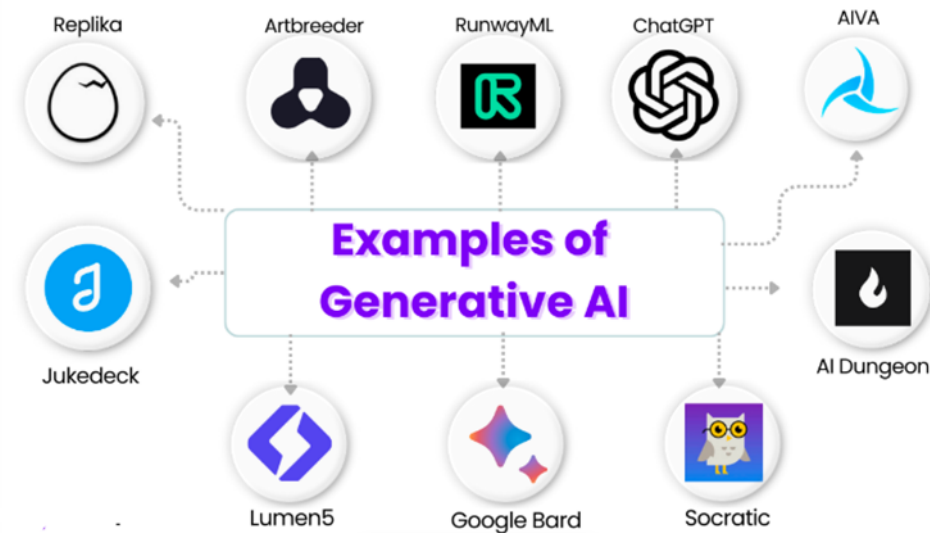 Replika
Artbreeder
RunwayML
ChatGPT
AIVA
Examples of
Generative AI
Jukedeck
AI Dungeon
Lumen5
Google Bard
Socratic